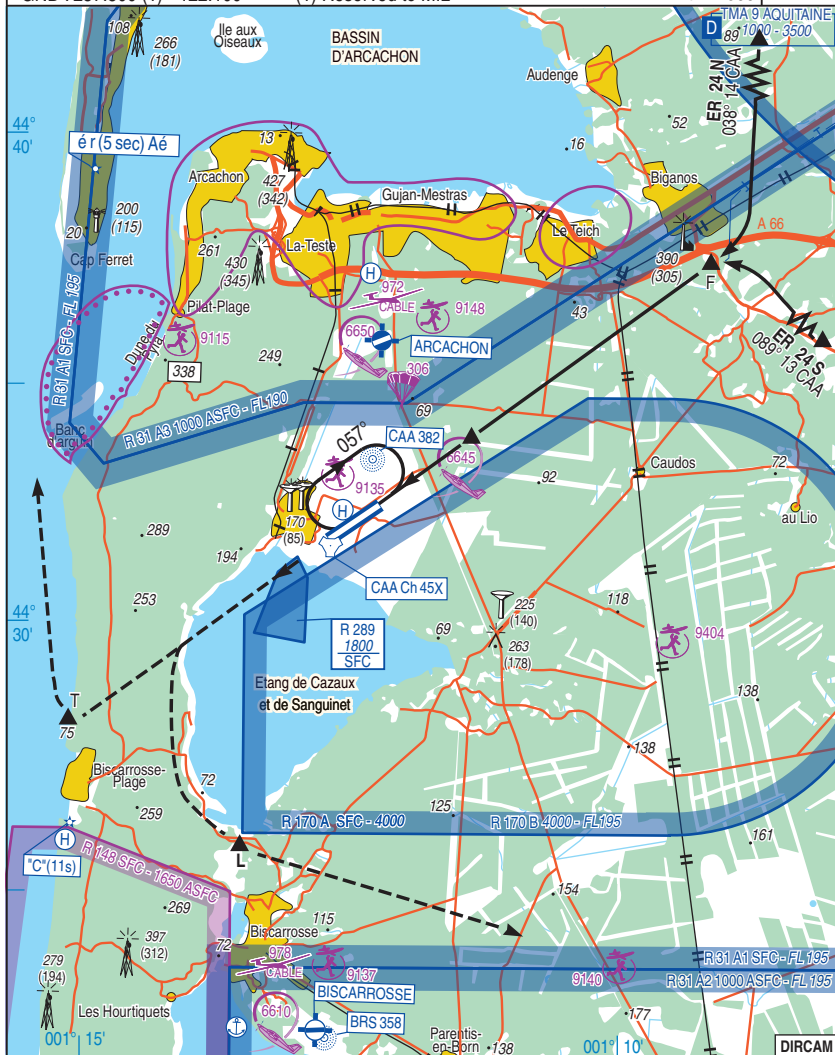 108
266
(181)
Ile aux
Oiseaux
BASSIN
D'ARCACHON
D
89
TMA 9 AQUITAINE
1000 - 3500
ER 24 N
038° 14 CAA
Audenge
52
16
44°
40'
é r (5 sec) Aé
13
Arcachon
427
(342)
Gujan-Mestras
Biganos
Le Teich
A 66
200
(115)
20
Cap Ferret
261
430
(345)
La-Teste
H
390
(305)
F
972
CABLE
9148
43
Pilat-Plage
9115
Dune du
Pyla
338
249
6650
ARCACHON
306
ER 24 S
089° 13 CAA
R 31 A1 SFC - FL 195
R 31 A3 1000 ASFC - FL190
69
Banc
d'arguin
057°
CAA 382
6645
9135
H
170
(85)
92
Caudos
72
au Lio
289
194
CAA Ch 45X
44°
30'
253
R 289
1800
SFC
69
225
(140)
263
(178)
118
9404
Etang de Cazaux
et de Sanguinet
138
T
75
Biscarrosse-
Plage
138
72
259
125
R 170 A SFC - 4000
R 170 B 4000 - FL195
161
H
"C"(11s)
R 148 SFC - 1650 ASFC
L
154
269
Biscarrosse
115
397
(312)
72
978
CABLE
9137
R 31 A1 SFC - FL 195
9140
R 31 A2 1000 ASFC - FL 195
279
(194)
BISCARROSSE
6610
BRS 358
177
Les Hourtiquets
Parentis-
en-Born
138
001° 15'
001° 10'
DIRCAM